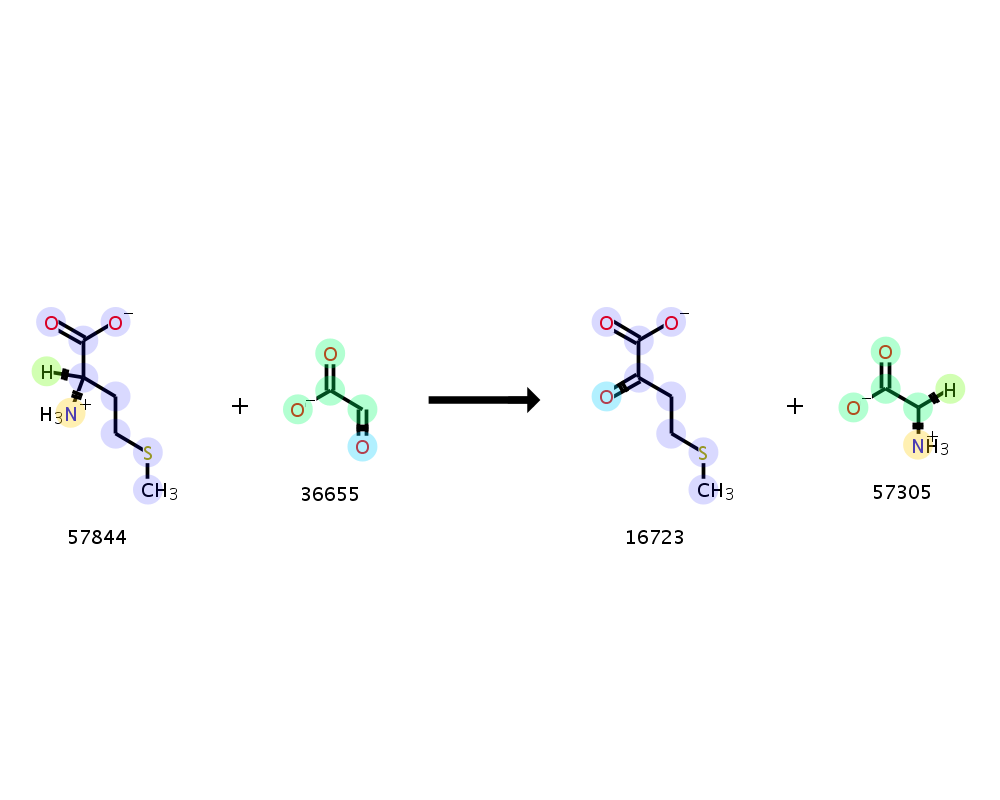 O O⁻
H
H₃N⁺
S
CH₃
57844
+
O
O⁻
O
36655
O O⁻
O
S
CH₃
16723
+
O
O⁻
H
NH₃⁺
57305